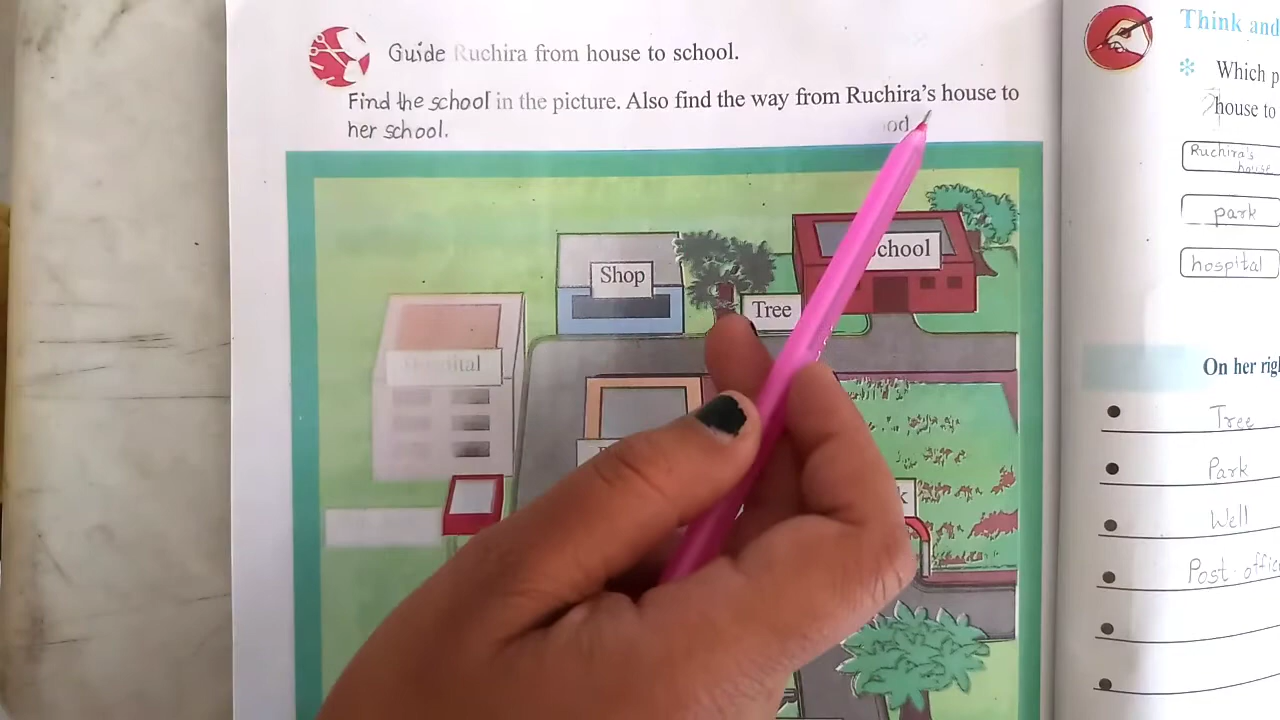 Guide Ruchira from house to school.
Find the school in the picture. Also find the way from Ruchira's house to
her school.
School
Shop
Tree
Think and
Which
house to
Ruchira's
house
park
hospital
On her
Tree
Park
Well
Post-office